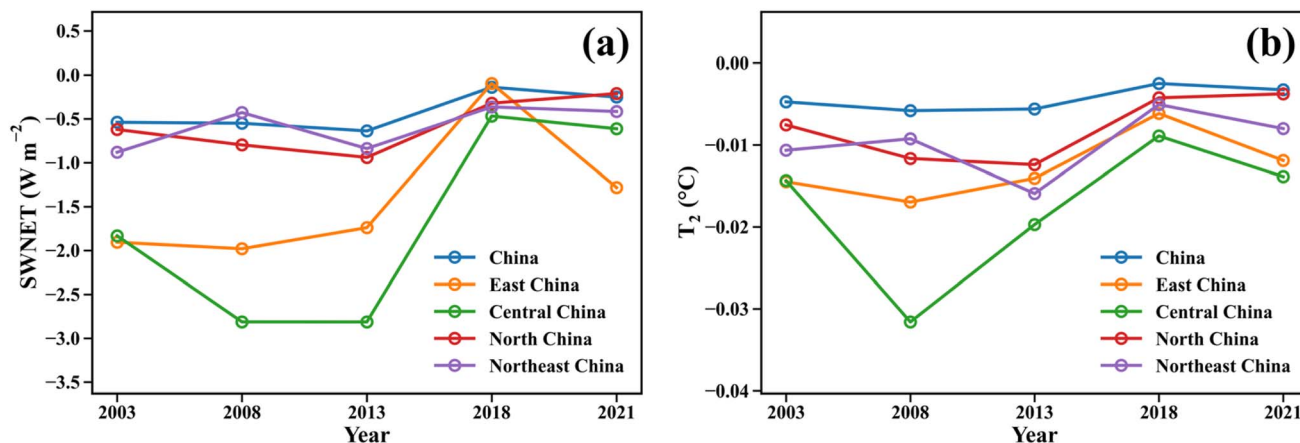 (a)
SWNET (W m⁻²)
0.5
0.0
−0.5
−1.0
−1.5
−2.0
−2.5
−3.0
−3.5
China
East China
Central China
North China
Northeast China
2003 2008 2013 2018 2021
Year
(b)
T₂ (°C)
0.00
−0.01
−0.02
−0.03
−0.04
China
East China
Central China
North China
Northeast China
2003 2008 2013 2018 2021
Year